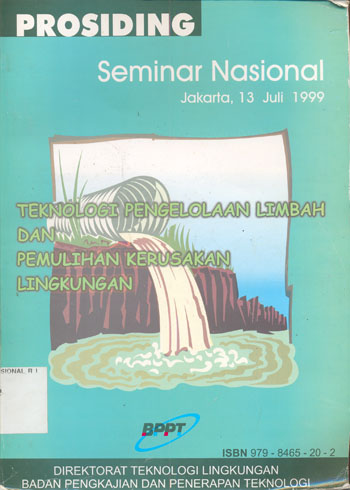 PROSIDING
Seminar Nasional
Jakarta, 13 Juli 1999
TEKNOLOGI PENGELOLAAN LIMBAH
DAN
PEMULIHAN KERUSAKAN
LINGKUNGAN
SIONAL R I
BPPT
ISBN 979 - 8465 - 20 - 2
DIREKTORAT TEKNOLOGI LINGKUNGAN
BADAN PENGKAJIAN DAN PENERAPAN TEKNOLOGI